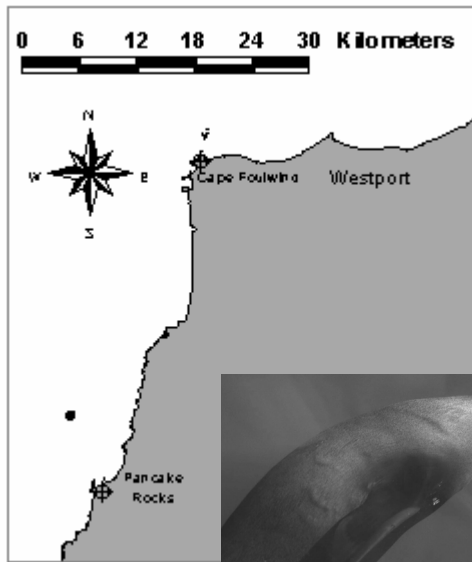 0 6 12 18 24 30 Kilometers
N
W E
S
Cape Foulwind
Westport
Pancake
Rocks